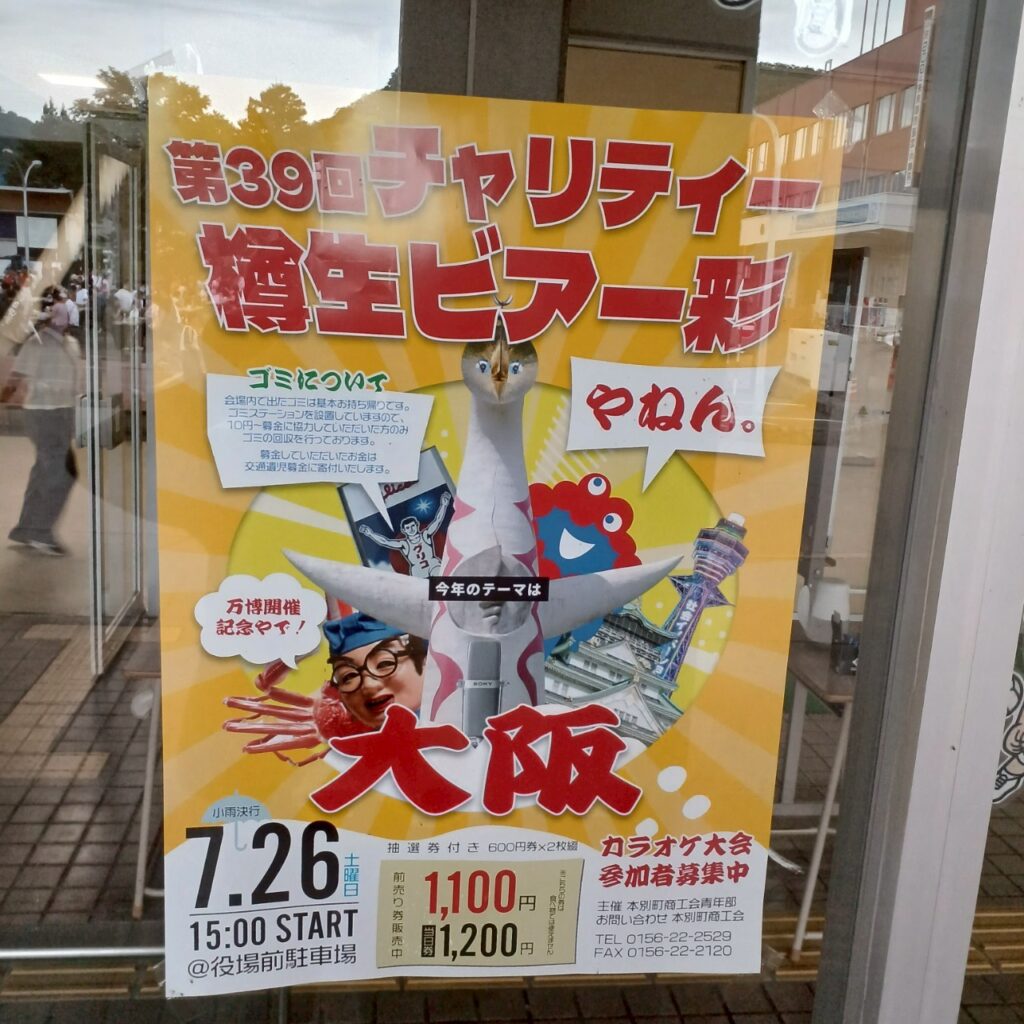 第39回チャリティー
樽生ビアー彩
ゴミについて
会場内で出たゴミは基本お持ち帰りです。
ゴミステーションを設置していますので、
10円〜募金に協力していただいた方のみ
ゴミの回収を行っております。
募金していただいたお金は
交通遺児募金に寄付いたします。
やねん。
グリコ
今年のテーマは
万博開催
記念やで!
SONY
大阪
小雨決行
7.26
土曜日
15:00 START
@役場前駐車場
抽選券付き 600円券×2枚綴
前売り券販売中
1,100円
当日券
1,200円
カラオケ大会
参加者募集中
主催 本別町商工会青年部
お問い合わせ 本別町商工会
TEL 0156-22-2529
FAX 0156-22-2120